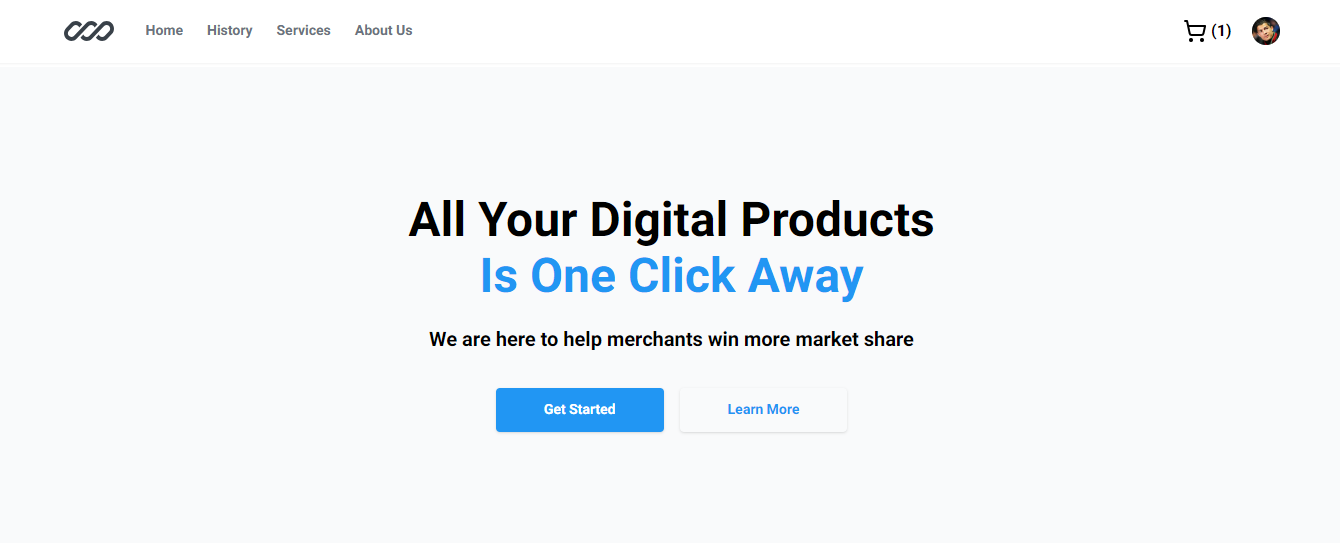 Home History Services About Us (1)
All Your Digital Products
Is One Click Away
We are here to help merchants win more market share
Get Started Learn More